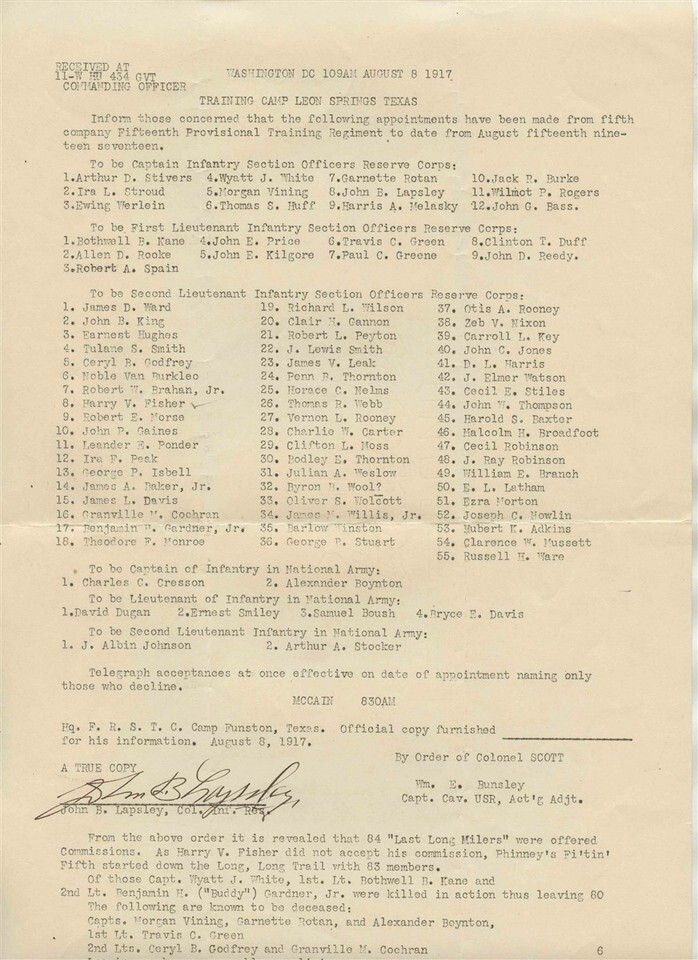 RECEIVED AT
11-W HU 434 GVT WASHINGTON DC 109AM AUGUST 8 1917
COMMANDING OFFICER
TRAINING CAMP LEON SPRINGS TEXAS
Inform those concerned that the following appointments have been made from fifth
company Fifteenth Provisional Training Regiment to date from August fifteenth nine-
teen seventeen.
To be Captain Infantry Section Officers Reserve Corps:
1.Arthur D. Stivers 4.Wyatt J. White 7.Garnette Rotan 10.Jack R. Burke
2.Ira L. Stroud 5.Morgan Vining 8.John B. Lapsley 11.Wilmot P. Rogers
3.Ewing Werlein 6.Thomas S. Huff 9.Harris A. Melasky 12.John G. Bass.
To be First Lieutenant Infantry Section Officers Reserve Corps:
1.Bothwell B. Kane 4.John E. Price 6.Travis C. Green 8.Clinton T. Duff
2.Allen D. Rooke 5.John E. Kilgore 7.Paul C. Greene 9.John D. Reedy.
3.Robert A. Spain
To be Second Lieutenant Infantry Section Officers Reserve Corps:
1. James D. Ward 19. Richard L. Wilson 37. Otis A. Rooney
2. John B. King 20. Clair H. Gannon 38. Zeb V. Nixon
3. Earnest Hughes 21. Robert L. Peyton 39. Carroll L. Key
4. Tulane S. Smith 22. J. Lewis Smith 40. John C. Jones
5. Ceryl B. Godfrey 23. James V. Leak 41. D. L. Harris
6. Noble Van Burkleo 24. Penn B. Thornton 42. J. Elmer Watson
7. Robert W. Brahan, Jr. 25. Horace C. Nelms 43. Cecil E. Stiles
8. Harry V. Fisher 26. Thomas R. Webb 44. John W. Thompson
9. Robert E. Morse 27. Vernon L. Rooney 45. Harold S. Baxter
10. John P. Gaines 28. Charlie W. Carter 46. Malcolm H. Broadfoot
11. Leander E. Ponder 29. Clifton L. Moss 47. Cecil Robinson
12. Ira F. Peak 30. Bodley E. Thornton 48. J. Ray Robinson
13. George P. Isbell 31. Julian A. Weslow 49. William E. Branch
14. James A. Baker, Jr. 32. Byron B. Wool? 50. E. L. Latham
15. James L. Davis 33. Oliver S. Wolcott 51. Ezra Morton
16. Granville M. Cochran 34. James M. Willis, Jr. 52. Joseph C. Nowlin
17. Benjamin H. Gardner, Jr. 35. Barlow Winston 53. Hubert K. Adkins
18. Theodore F. Monroe 36. George B. Stuart 54. Clarence W. Mussett
55. Russell H. Ware
To be Captain of Infantry in National Army:
1. Charles C. Cresson 2. Alexander Boynton
To be Lieutenant of Infantry in National Army:
1.David Dugan 2.Ernest Smiley 3.Samuel Boush 4.Bryce E. Davis
To be Second Lieutenant Infantry in National Army:
1. J. Albin Johnson 2. Arthur A. Stocker
Telegraph acceptances at once effective on date of appointment naming only
those who decline.
MCCAIN 830AM
Hq. F. R. S. T. C. Camp Funston, Texas. Official copy furnished
for his information. August 8, 1917.
By Order of Colonel SCOTT
A TRUE COPY
Wm. E. Bunsley
John B. Lapsley
Capt. Cav. USR, Act'g Adjt.
John B. Lapsley, Col. Inf. Res.
From the above order it is revealed that 84 "Last Long Milers" were offered
Commissions. As Harry V. Fisher did not accept his commission, Phinney's Fi'tin'
Fifth started down the Long, Long Trail with 83 members.
Of those Capt. Wyatt J. White, 1st. Lt. Bothwell B. Kane and
2nd Lt. Benjamin H. ("Buddy") Gardner, Jr. were killed in action thus leaving 80
The following are known to be deceased:
Capts. Morgan Vining, Garnette Rotan, and Alexander Boynton,
1st Lt. Travis C. Green
2nd Lts. Ceryl B. Godfrey and Granville M. Cochran 6